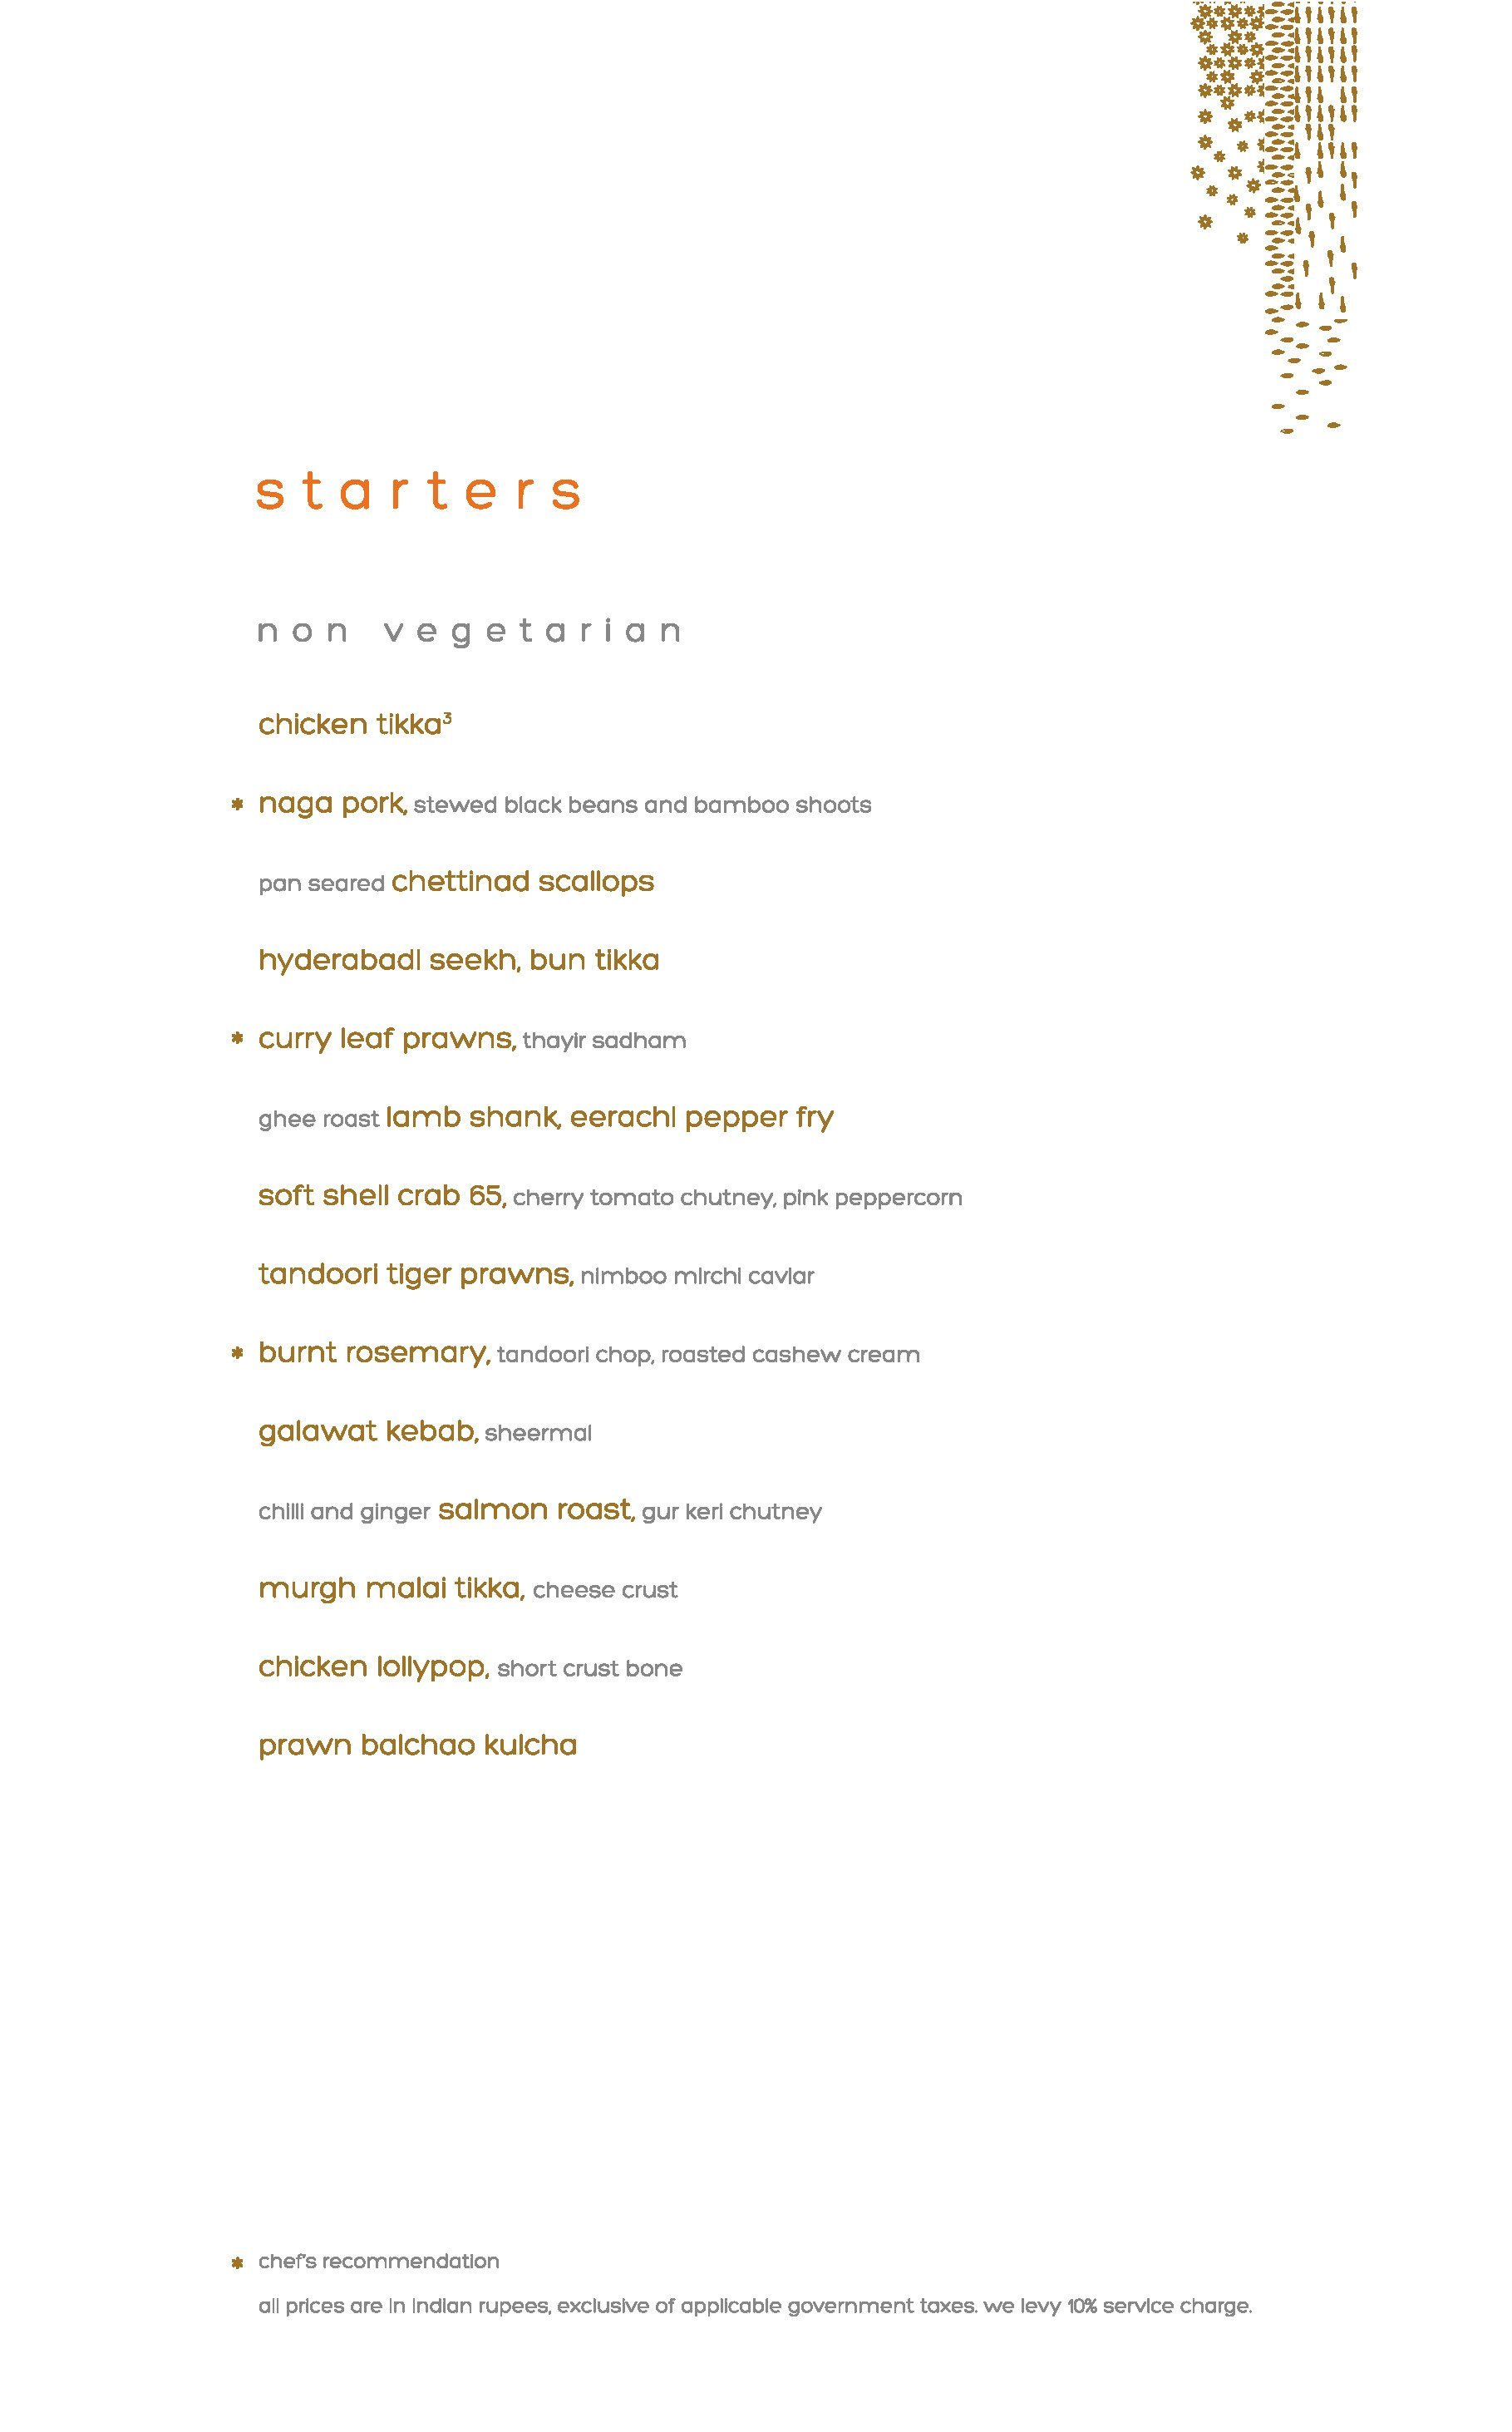 starters
non vegetarian
chicken tikka³
* naga pork, stewed black beans and bamboo shoots
pan seared chettinad scallops
hyderabadi seekh, bun tikka
* curry leaf prawns, thayir sadham
ghee roast lamb shank, eerachi pepper fry
soft shell crab 65, cherry tomato chutney, pink peppercorn
tandoori tiger prawns, nimboo mirchi caviar
* burnt rosemary, tandoori chop, roasted cashew cream
galawat kebab, sheermal
chilli and ginger salmon roast, gur keri chutney
murgh malai tikka, cheese crust
chicken lollypop, short crust bone
prawn balchao kulcha
* chef's recommendation
all prices are in indian rupees, exclusive of applicable government taxes. we levy 10% service charge.